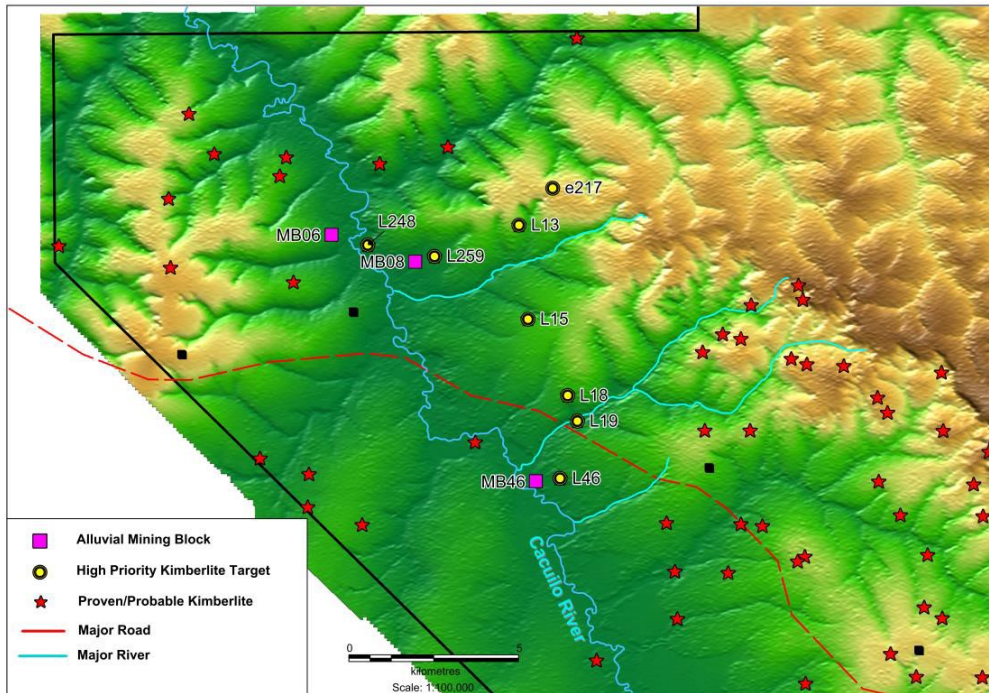 e217
L13
L248
MB06
MB08
L259
L15
L18
L19
MB46
L46
Cacuilo River
Alluvial Mining Block
High Priority Kimberlite Target
Proven/Probable Kimberlite
Major Road
Major River
0
5
kilometres
Scale: 1:100,000